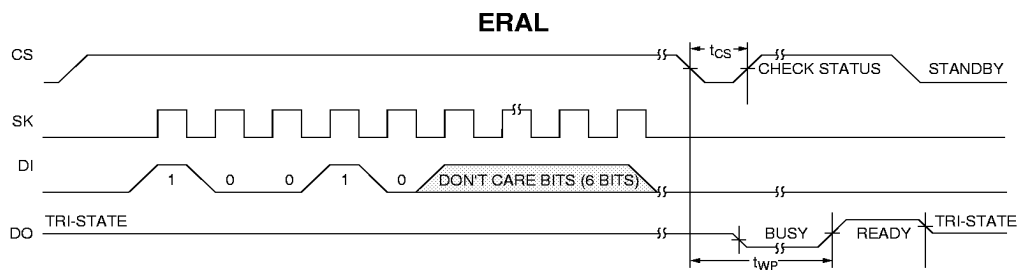 ERAL
CS
tCS
CHECK STATUS
STANDBY
SK
DI
1 0 0 1 0 DON'T CARE BITS (6 BITS)
TRI-STATE
DO
BUSY
READY
TRI-STATE
tWP